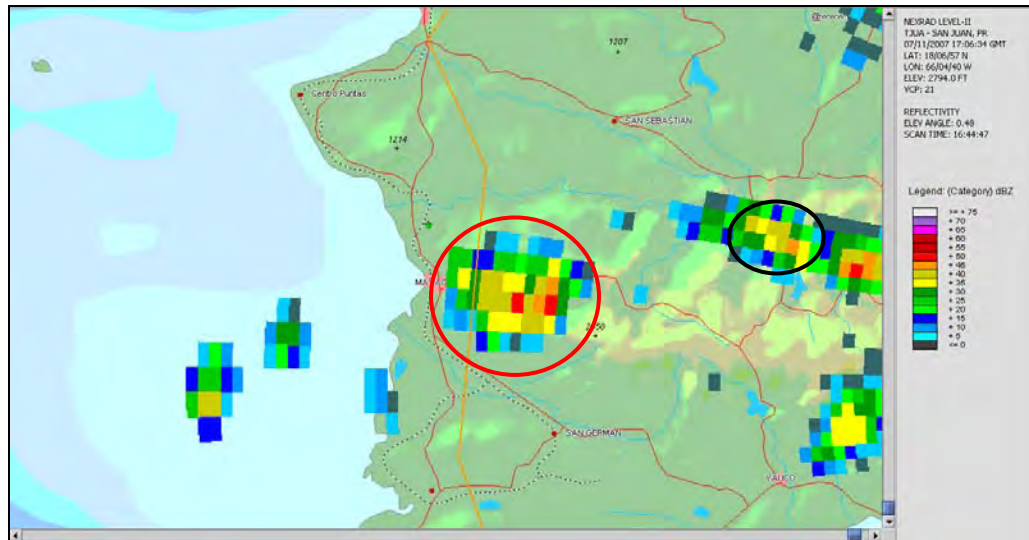 NEXRAD LEVEL-II
TJUA - SAN JUAN, PR
07/11/2007 17:06:34 GMT
LAT: 18/06/57 N
LON: 66/04/40 W
ELEV: 2794.0 FT
VCP: 21
REFLECTIVITY
ELEV ANGLE: 0.48
SCAN TIME: 16:44:47
Legend: (Category) dBZ
>= + 75
+ 70
+ 65
+ 60
+ 55
+ 50
+ 45
+ 40
+ 35
+ 30
+ 25
+ 20
+ 15
+ 10
+ 5
<= 0
1207
Centro Puntas
SAN SEBASTIAN
1214
SAN GERMAN
YAUCO